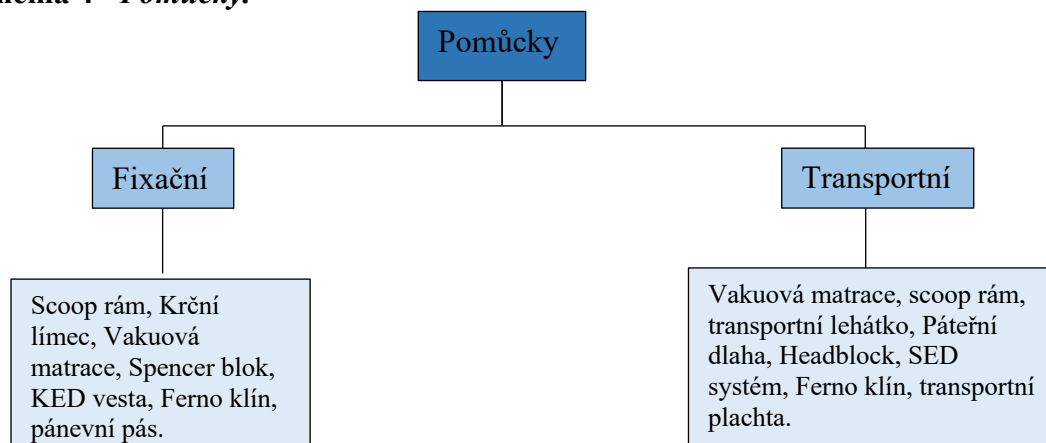 Pomůcky.
Pomůcky
Fixační
Transportní
Scoop rám, Krční
límec, Vakuová
matrace, Spencer blok,
KED vesta, Ferno klín,
pánevní pás.
Vakuová matrace, scoop rám,
transportní lehátko, Páteřní
dlaha, Headblock, SED
systém, Ferno klín, transportní
plachta.